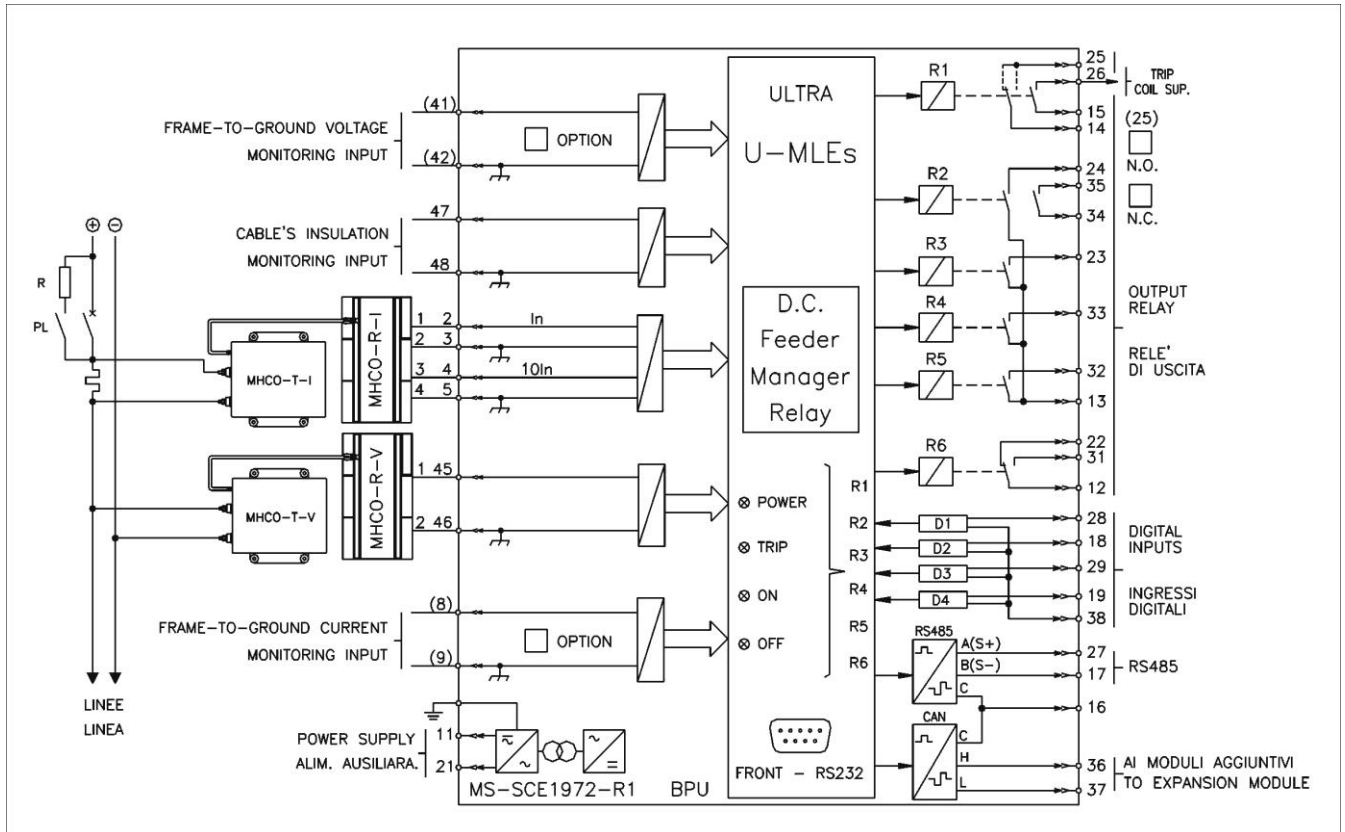 FRAME-TO-GROUND VOLTAGE
MONITORING INPUT
(41)
(42)
OPTION
CABLE'S INSULATION
MONITORING INPUT
47
48
⊕ ⊖
R
PL
MHCO-T-I
MHCO-R-I
1 2 In
2 3
3 4 10In
4 5
MHCO-T-V
MHCO-R-V
1 45
2 46
FRAME-TO-GROUND CURRENT
MONITORING INPUT
(8)
(9)
OPTION
LINEE
LINEA
POWER SUPPLY
ALIM. AUSILIARA.
11
21
MS-SCE1972-R1 BPU
ULTRA
U-MLEs
D.C.
Feeder
Manager
Relay
POWER
TRIP
ON
OFF
R1
R2
R3
R4
R5
R6
FRONT - RS232
R1
R2
R3
R4
R5
R6
25
26
15
14
TRIP
COIL SUP.
(25)
N.O.
N.C.
24
35
34
23
33
32
13
22
31
12
OUTPUT
RELAY
RELE'
DI USCITA
D1
D2
D3
D4
28
18
29
19
38
DIGITAL
INPUTS
INGRESSI
DIGITALI
RS485
A(S+)
B(S-)
C
27
17
RS485
16
CAN
C
H
L
36
37
AI MODULI AGGIUNTIVI
TO EXPANSION MODULE